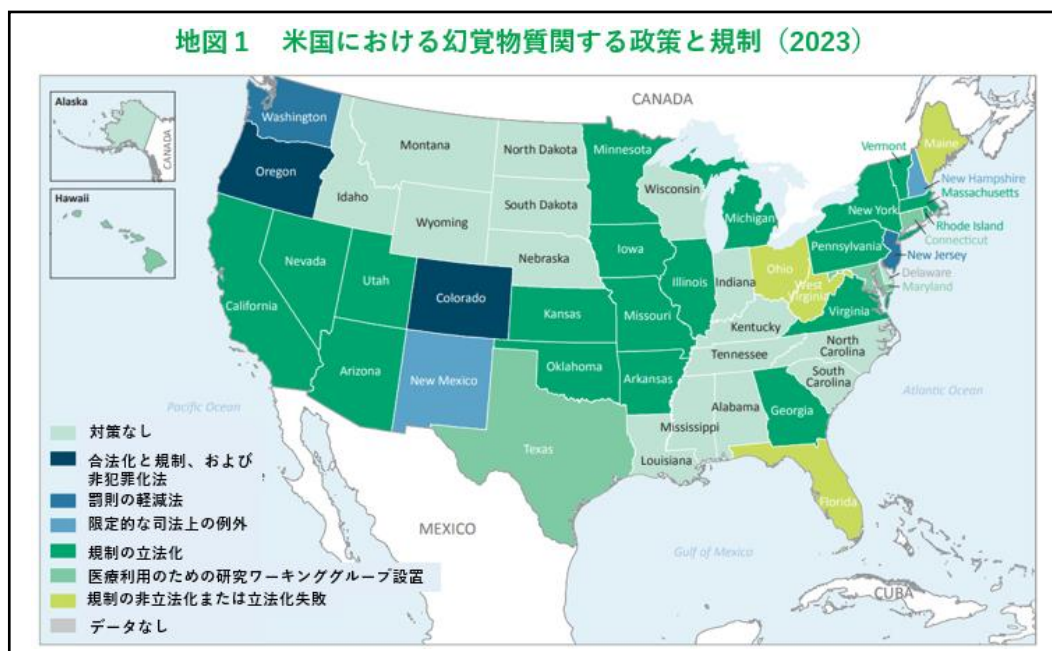 地図1 米国における幻覚物質関する政策と規制（2023）
Alaska
CANADA
Hawaii
CANADA
Washington
Oregon
Montana
North Dakota
Minnesota
Idaho
South Dakota
Wisconsin
Wyoming
Michigan
Vermont
Maine
New Hampshire
Massachusetts
New York
Rhode Island
Connecticut
Pennsylvania
New Jersey
Delaware
Maryland
Nebraska
Iowa
Nevada
Utah
Illinois
Indiana
Ohio
West
Virginia
Colorado
California
Kansas
Missouri
Virginia
Kentucky
North
Carolina
Tennessee
Arizona
New Mexico
Oklahoma
Arkansas
South
Carolina
Atlantic Ocean
Pacific Ocean
Mississippi
Alabama
Georgia
Texas
Louisiana
Florida
MEXICO
Gulf of Mexico
CUBA
対策なし
合法化と規制、および
非犯罪化法
罰則の軽減法
限定的な司法上の例外
規制の立法化
医療利用のための研究ワーキンググループ設置
規制の非立法化または立法化失敗
データなし